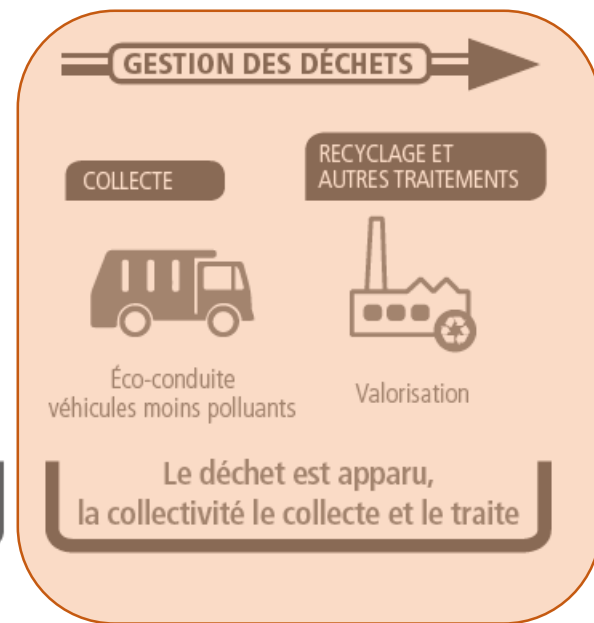 GESTION DES DÉCHETS
COLLECTE
RECYCLAGE ET
AUTRES TRAITEMENTS
Éco-conduite
véhicules moins polluants
Valorisation
Le déchet est apparu,
la collectivité le collecte et le traite